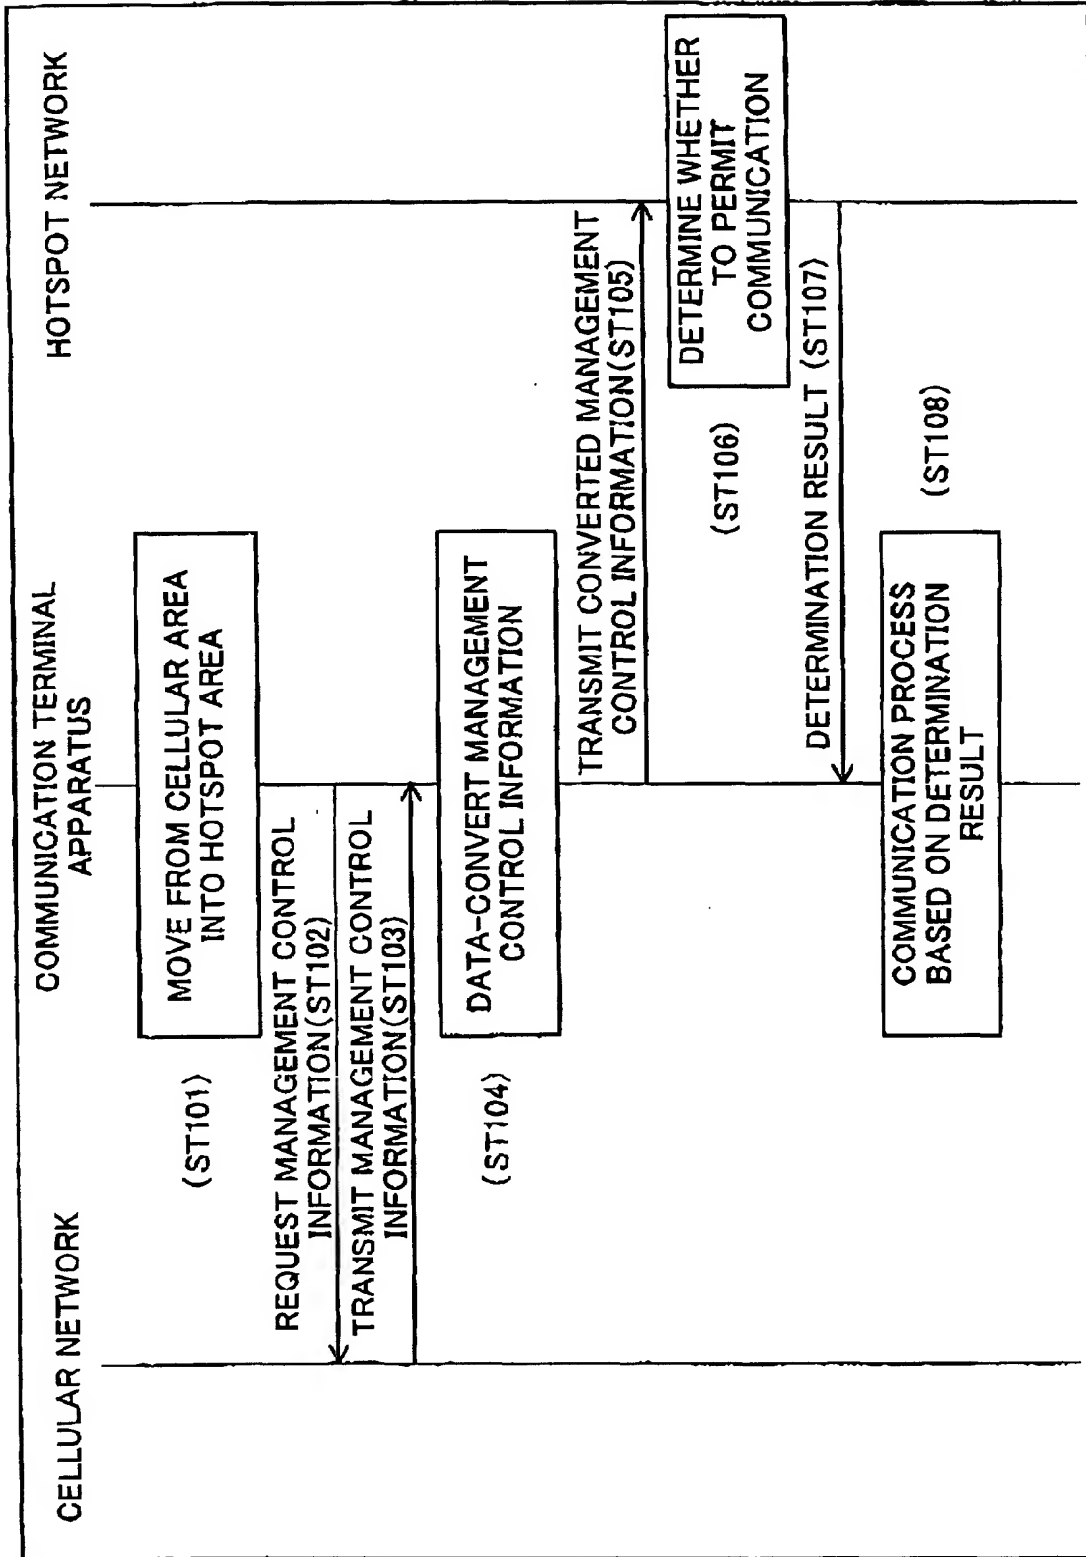 CELLULAR NETWORK
COMMUNICATION TERMINAL
APPARATUS
HOTSPOT NETWORK
(ST101)
MOVE FROM CELLULAR AREA
INTO HOTSPOT AREA
REQUEST MANAGEMENT CONTROL
INFORMATION(ST102)
TRANSMIT MANAGEMENT CONTROL
INFORMATION(ST103)
(ST104)
DATA-CONVERT MANAGEMENT
CONTROL INFORMATION
TRANSMIT CONVERTED MANAGEMENT
CONTROL INFORMATION(ST105)
(ST106)
DETERMINE WHETHER
TO PERMIT
COMMUNICATION
DETERMINATION RESULT (ST107)
COMMUNICATION PROCESS
BASED ON DETERMINATION
RESULT
(ST108)